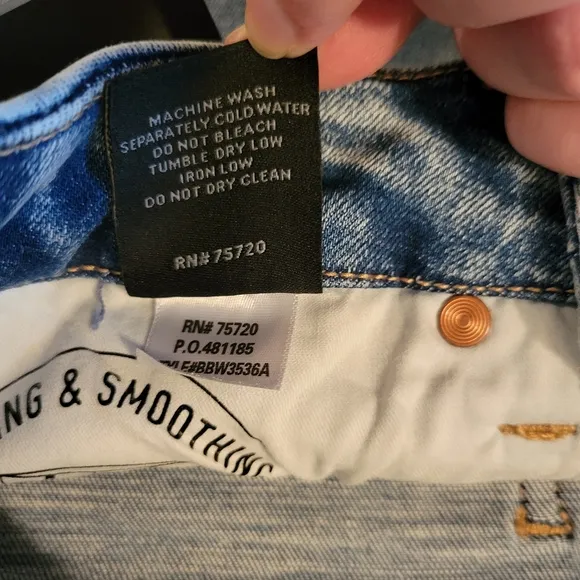 MACHINE WASH
SEPARATELY COLD WATER
DO NOT BLEACH
TUMBLE DRY LOW
IRON LOW
DO NOT DRY CLEAN
RN# 75720
RN# 75720
P.O.481185
#BBW3536A
& SMOOTHING